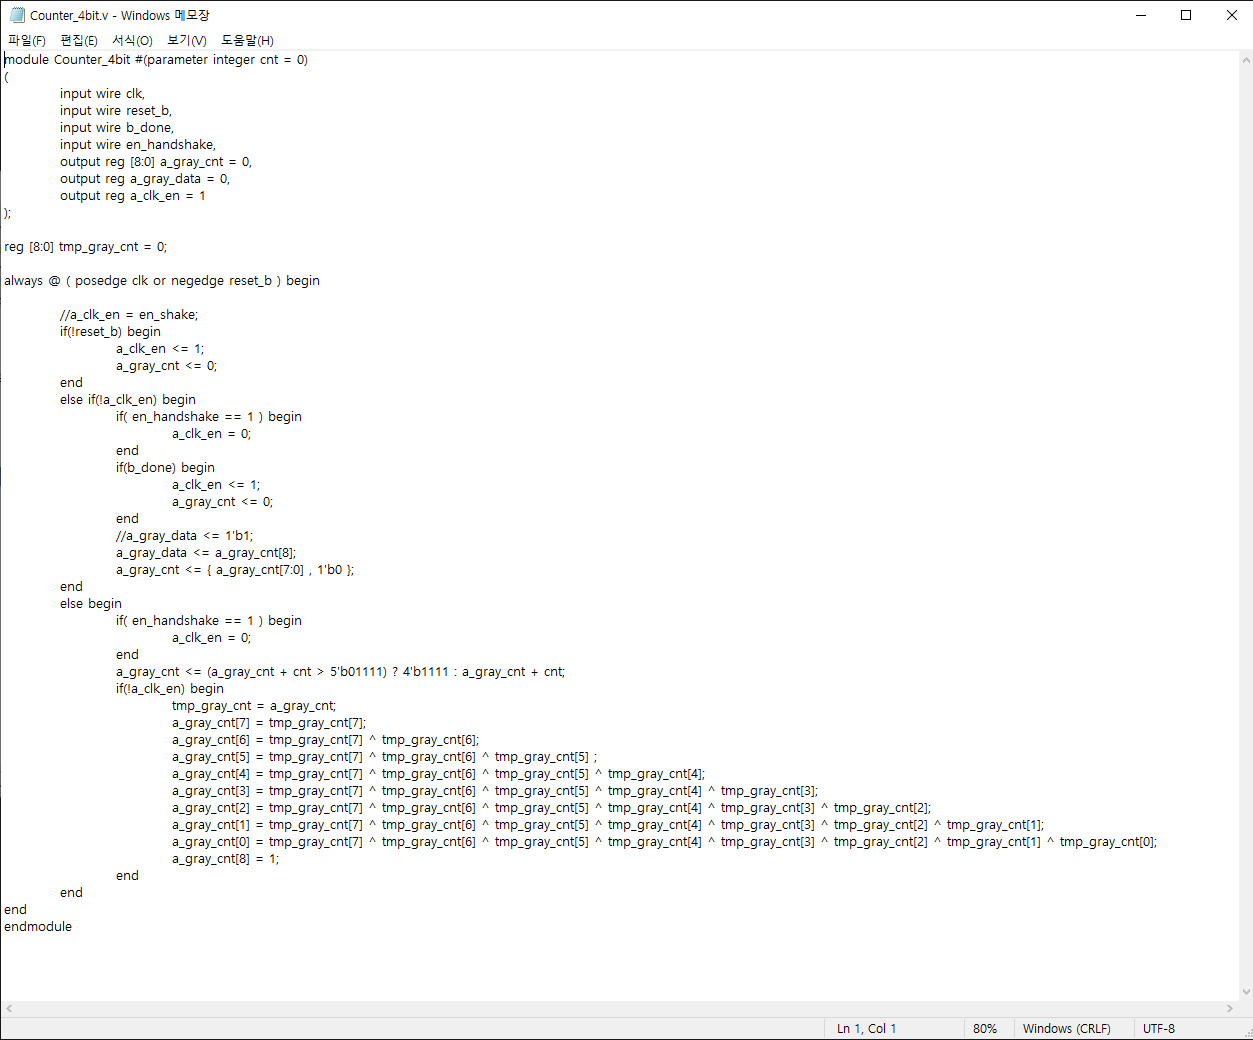 Counter_4bit.v - Windows 메모장
파일(F) 편집(E) 서식(O) 보기(V) 도움말(H)
module Counter_4bit #(parameter integer cnt = 0)
(
input wire clk,
input wire reset_b,
input wire b_done,
input wire en_handshake,
output reg [8:0] a_gray_cnt = 0,
output reg a_gray_data = 0,
output reg a_clk_en = 1
);
reg [8:0] tmp_gray_cnt = 0;
always @ ( posedge clk or negedge reset_b ) begin
//a_clk_en = en_shake;
if(!reset_b) begin
a_clk_en <= 1;
a_gray_cnt <= 0;
end
else if(!a_clk_en) begin
if( en_handshake == 1 ) begin
a_clk_en = 0;
end
if(b_done) begin
a_clk_en <= 1;
a_gray_cnt <= 0;
end
//a_gray_data <= 1'b1;
a_gray_data <= a_gray_cnt[8];
a_gray_cnt <= { a_gray_cnt[7:0] , 1'b0 };
end
else begin
if( en_handshake == 1 ) begin
a_clk_en = 0;
end
a_gray_cnt <= (a_gray_cnt + cnt > 5'b01111) ? 4'b1111 : a_gray_cnt + cnt;
if(!a_clk_en) begin
tmp_gray_cnt = a_gray_cnt;
a_gray_cnt[7] = tmp_gray_cnt[7];
a_gray_cnt[6] = tmp_gray_cnt[7] ^ tmp_gray_cnt[6];
a_gray_cnt[5] = tmp_gray_cnt[7] ^ tmp_gray_cnt[6] ^ tmp_gray_cnt[5] ;
a_gray_cnt[4] = tmp_gray_cnt[7] ^ tmp_gray_cnt[6] ^ tmp_gray_cnt[5] ^ tmp_gray_cnt[4];
a_gray_cnt[3] = tmp_gray_cnt[7] ^ tmp_gray_cnt[6] ^ tmp_gray_cnt[5] ^ tmp_gray_cnt[4] ^ tmp_gray_cnt[3];
a_gray_cnt[2] = tmp_gray_cnt[7] ^ tmp_gray_cnt[6] ^ tmp_gray_cnt[5] ^ tmp_gray_cnt[4] ^ tmp_gray_cnt[3] ^ tmp_gray_cnt[2];
a_gray_cnt[1] = tmp_gray_cnt[7] ^ tmp_gray_cnt[6] ^ tmp_gray_cnt[5] ^ tmp_gray_cnt[4] ^ tmp_gray_cnt[3] ^ tmp_gray_cnt[2] ^ tmp_gray_cnt[1];
a_gray_cnt[0] = tmp_gray_cnt[7] ^ tmp_gray_cnt[6] ^ tmp_gray_cnt[5] ^ tmp_gray_cnt[4] ^ tmp_gray_cnt[3] ^ tmp_gray_cnt[2] ^ tmp_gray_cnt[1] ^ tmp_gray_cnt[0];
a_gray_cnt[8] = 1;
end
end
end
endmodule
Ln 1, Col 1 80% Windows (CRLF) UTF-8